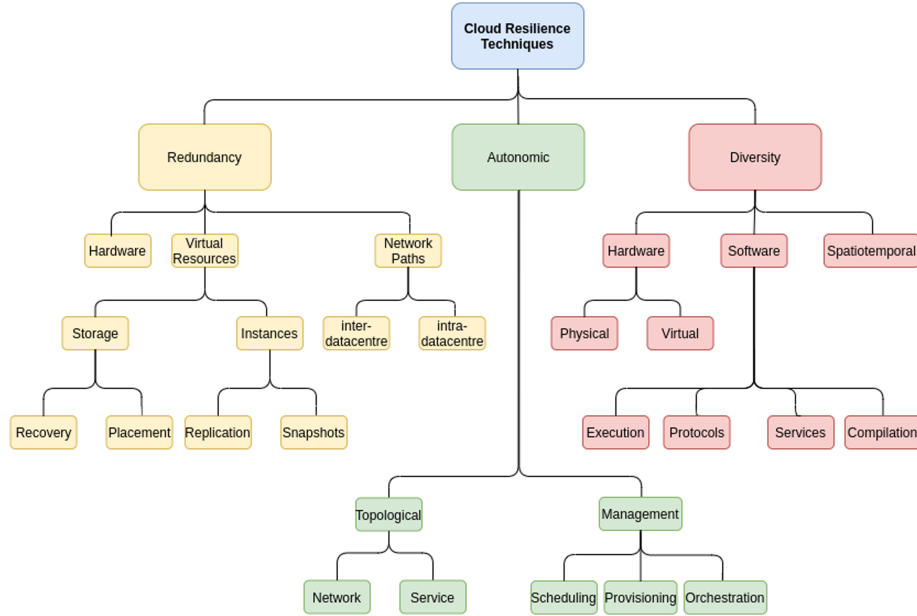 Cloud Resilience
Techniques
Redundancy
Autonomic
Diversity
Hardware
Virtual
Resources
Network
Paths
Hardware
Software
Spatiotemporal
Storage
Instances
inter-
datacentre
intra-
datacentre
Physical
Virtual
Recovery
Placement
Replication
Snapshots
Execution
Protocols
Services
Compilation
Topological
Management
Network
Service
Scheduling
Provisioning
Orchestration